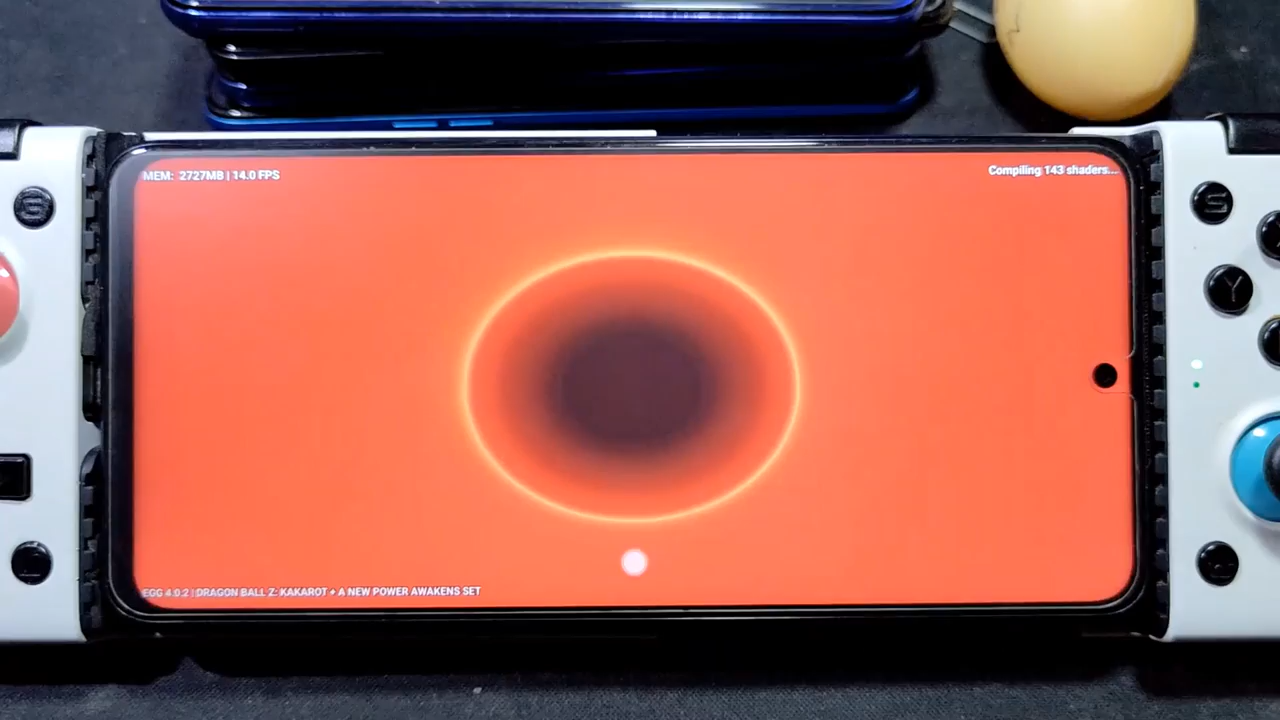 MEM: 2727MB | 14.0 FPS
Compiling 143 shaders...
G
S
Y
EGG 4.0.2 | DRAGON BALL Z: KAKAROT + A NEW POWER AWAKENS SET